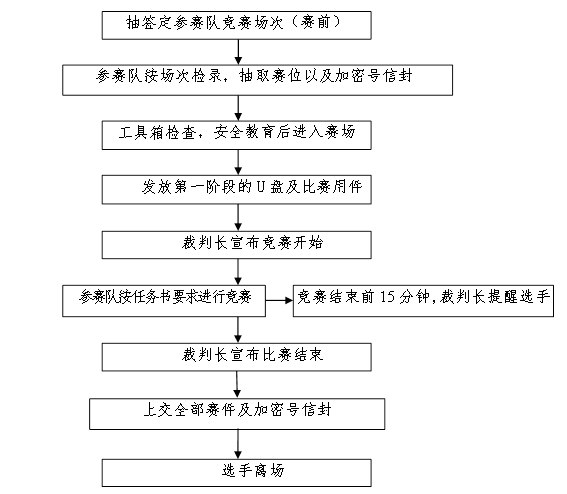 抽签定参赛队竞赛场次（赛前）
参赛队按场次检录，抽取赛位以及加密号信封
工具箱检查，安全教育后进入赛场
发放第一阶段的 U 盘及比赛用件
裁判长宣布竞赛开始
参赛队按任务书要求进行竞赛
竞赛结束前 15 分钟,裁判长提醒选手
裁判长宣布比赛结束
上交全部赛件及加密号信封
选手离场